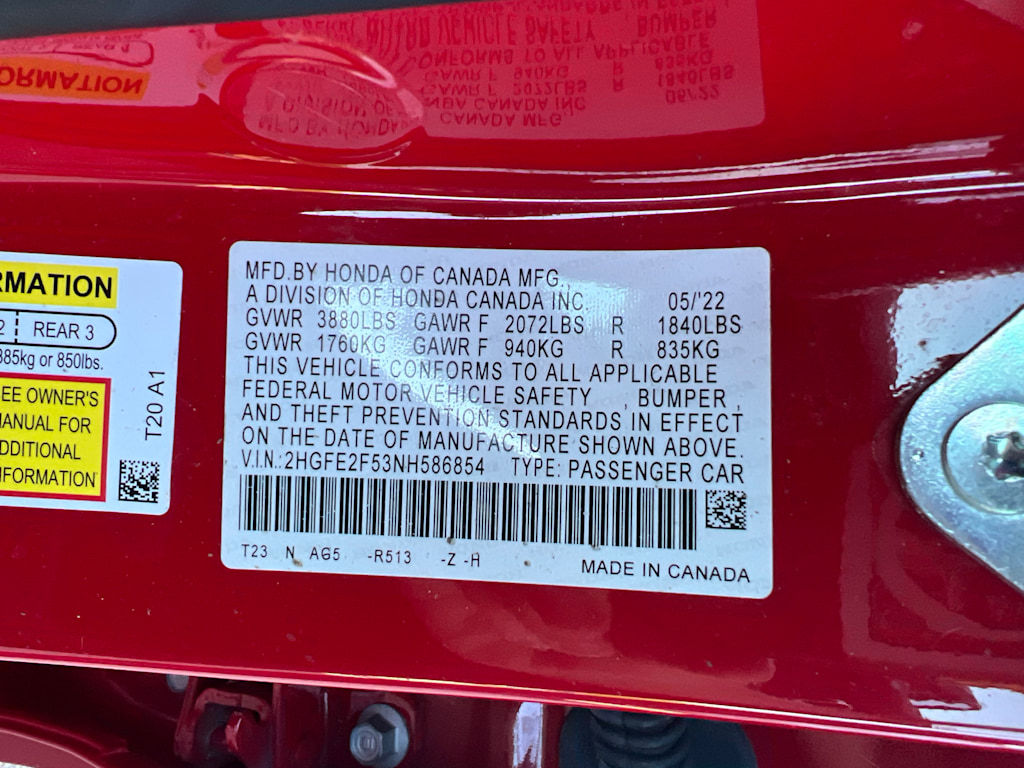 RMATION
2 REAR 3
385kg or 850lbs.
EE OWNER'S
ANUAL FOR
DDITIONAL
NFORMATION
T20 A1
MFD.BY HONDA OF CANADA MFG.,
A DIVISION OF HONDA CANADA INC 05/'22
GVWR 3880LBS GAWR F 2072LBS R 1840LBS
GVWR 1760KG GAWR F 940KG R 835KG
THIS VEHICLE CONFORMS TO ALL APPLICABLE
FEDERAL MOTOR VEHICLE SAFETY , BUMPER ,
AND THEFT PREVENTION STANDARDS IN EFFECT
ON THE DATE OF MANUFACTURE SHOWN ABOVE.
V.I.N.:2HGFE2F53NH586854 TYPE: PASSENGER CAR
T23 N AG5 -R513 -Z -H
MADE IN CANADA